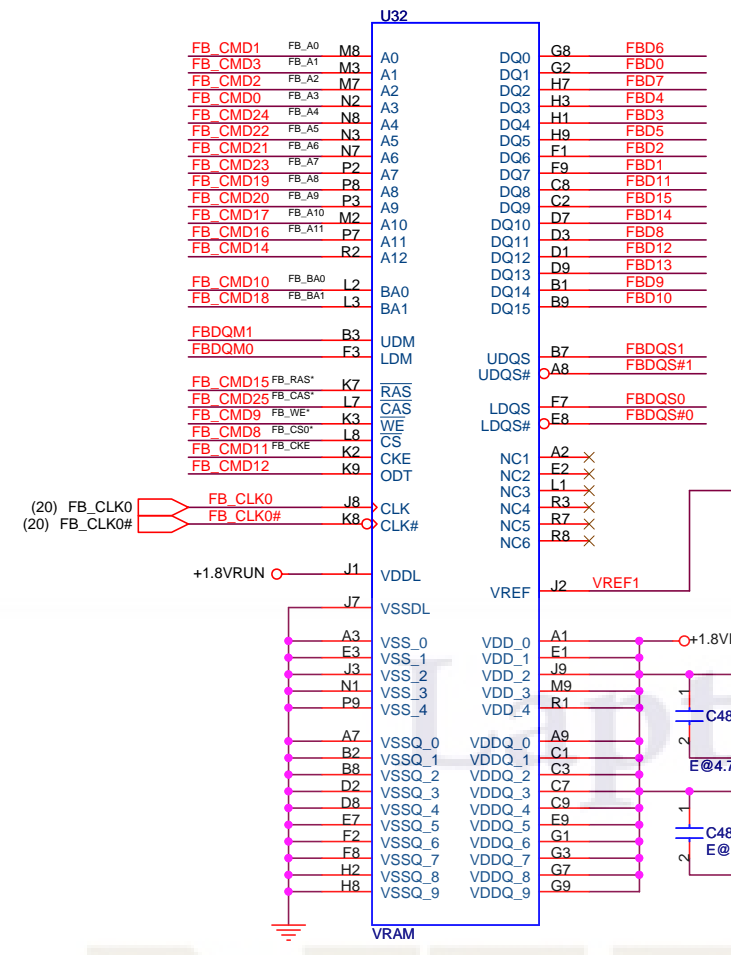 U32
FB_CMD1 FB_A0 M8 A0 DQ0 G8 FBD6
FB_CMD3 FB_A1 M3 A1 DQ1 G2 FBD0
FB_CMD2 FB_A2 M7 A2 DQ2 H7 FBD7
FB_CMD0 FB_A3 N2 A3 DQ3 H3 FBD4
FB_CMD24 FB_A4 N8 A4 DQ4 H1 FBD3
FB_CMD22 FB_A5 N3 A5 DQ5 H9 FBD5
FB_CMD21 FB_A6 N7 A6 DQ6 F1 FBD2
FB_CMD23 FB_A7 P2 A7 DQ7 F9 FBD1
FB_CMD19 FB_A8 P8 A8 DQ8 C8 FBD11
FB_CMD20 FB_A9 P3 A9 DQ9 C2 FBD15
FB_CMD17 FB_A10 M2 A10 DQ10 D7 FBD14
FB_CMD16 FB_A11 P7 A11 DQ11 D3 FBD8
FB_CMD14 R2 A12 DQ12 D1 FBD12
DQ13 D9 FBD13
FB_CMD10 FB_BA0 L2 BA0 DQ14 B1 FBD9
FB_CMD18 FB_BA1 L3 BA1 DQ15 B9 FBD10
FBDQM1 B3 UDM
FBDQM0 F3 LDM UDQS B7 FBDQS1
UDQS# A8 FBDQS#1
FB_CMD15 FB_RAS* K7 RAS
FB_CMD25 FB_CAS* L7 CAS LDQS F7 FBDQS0
FB_CMD9 FB_WE* K3 WE LDQS# E8 FBDQS#0
FB_CMD8 FB_CS0* L8 CS
FB_CMD11 FB_CKE K2 CKE NC1 A2
FB_CMD12 K9 ODT NC2 E2
NC3 L1
(20) FB_CLK0 FB_CLK0 J8 CLK NC4 R3
(20) FB_CLK0# FB_CLK0# K8 CLK# NC5 R7
NC6 R8
+1.8VRUN J1 VDDL
VREF J2 VREF1
J7 VSSDL
A3 VSS_0 VDD_0 A1 +1.8V
E3 VSS_1 VDD_1 E1
J3 VSS_2 VDD_2 J9
N1 VSS_3 VDD_3 M9 1
P9 VSS_4 VDD_4 R1 C48
A7 VSSQ_0 VDDQ_0 A9 2
B2 VSSQ_1 VDDQ_1 C1 E@4.7
B8 VSSQ_2 VDDQ_2 C3
D2 VSSQ_3 VDDQ_3 C7
D8 VSSQ_4 VDDQ_4 C9 1
E7 VSSQ_5 VDDQ_5 E9 C48
F2 VSSQ_6 VDDQ_6 G1 E@
F8 VSSQ_7 VDDQ_7 G3 2
H2 VSSQ_8 VDDQ_8 G7
H8 VSSQ_9 VDDQ_9 G9
VRAM
Lapt